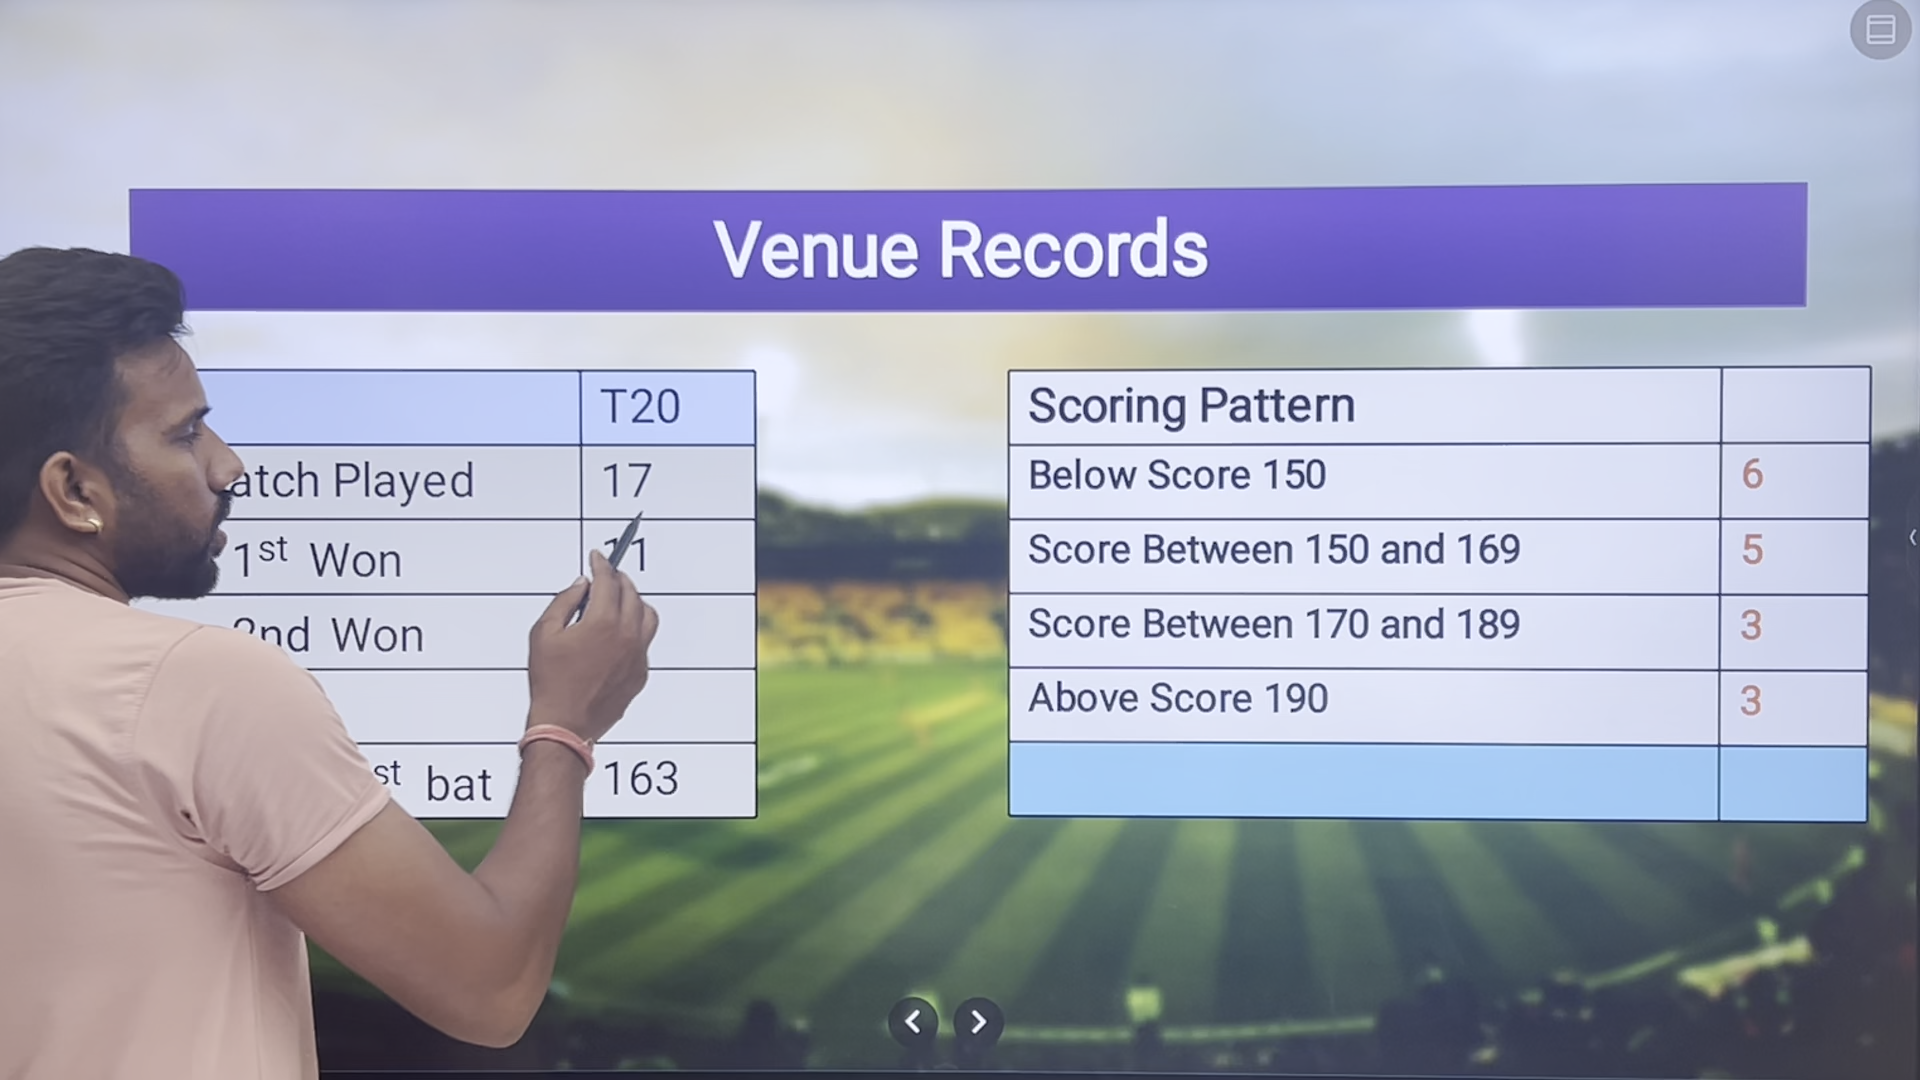 Venue Records
T20
atch Played 17
1st Won 11
2nd Won
st bat 163
Scoring Pattern
Below Score 150 6
Score Between 150 and 169 5
Score Between 170 and 189 3
Above Score 190 3